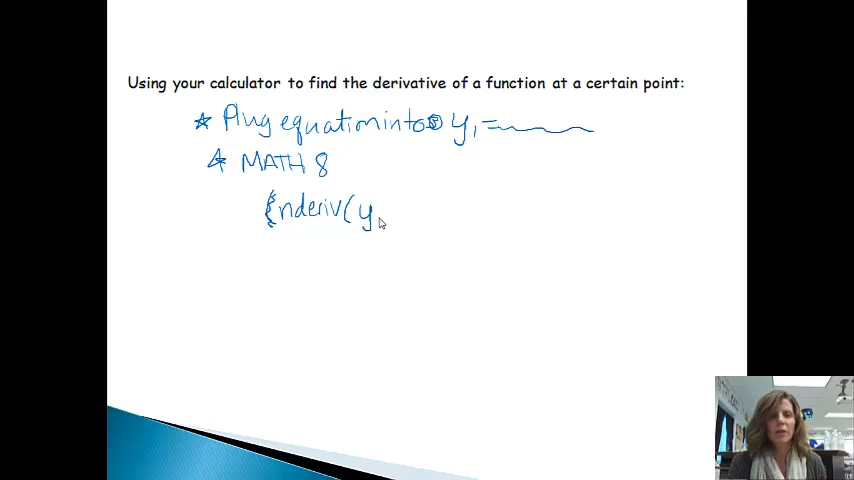 Using your calculator to find the derivative of a function at a certain point:
* Plug equation into y₁ =
* MATH 8
nderiv( y